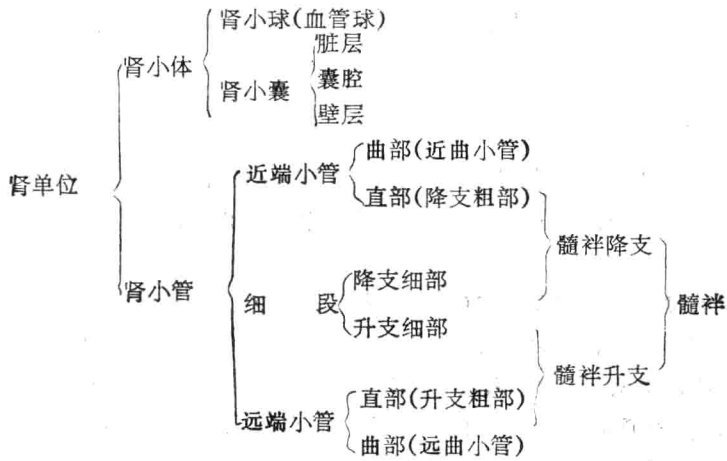 肾小球(血管球)
脏层
肾小体
肾小囊
囊腔
壁层
曲部(近曲小管)
近端小管
肾单位
直部(降支粗部)
髓袢降支
降支细部
肾小管
细 段
髓袢
升支细部
髓袢升支
直部(升支粗部)
远端小管
曲部(远曲小管)